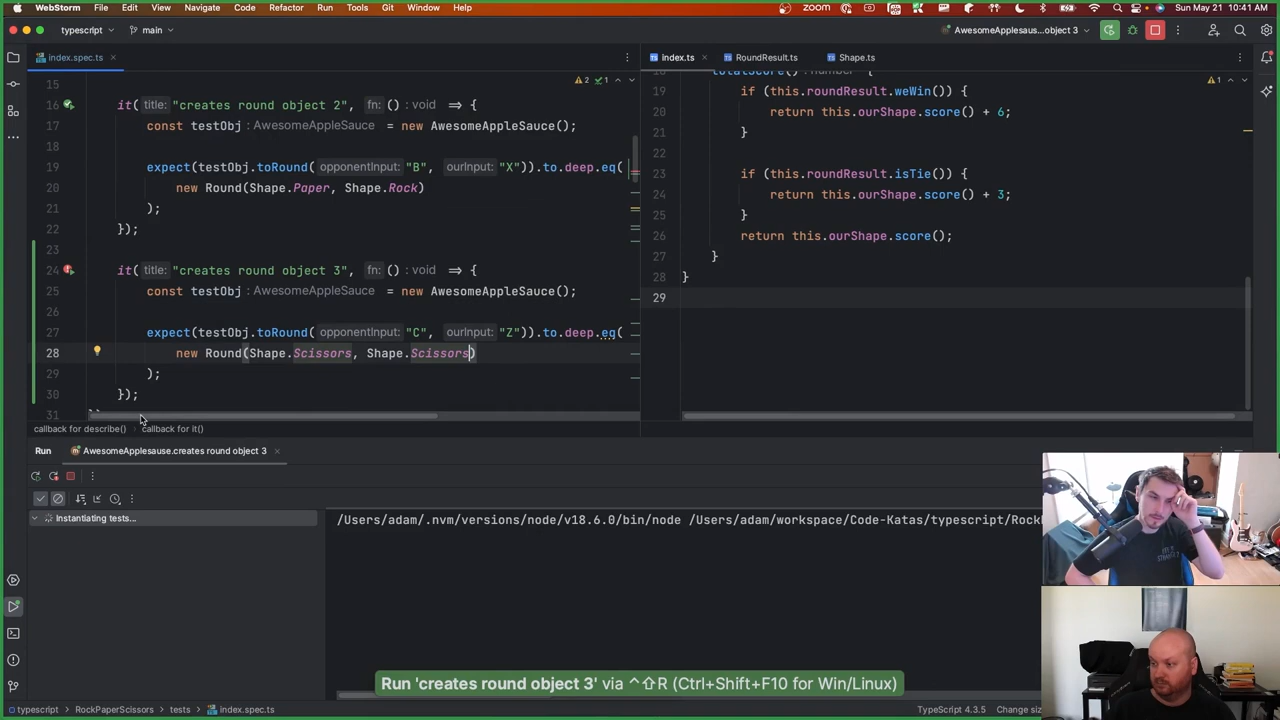 WebStorm File Edit View Navigate Code Refactor Run Tools Git Window Help zoom Sun May 21 10:41 AM
typescript main AwesomeApplesaus...object 3
index.spec.ts index.ts RoundResult.ts Shape.ts
15
16 it( title: "creates round object 2", fn: () :void => {
17 const testObj :AwesomeAppleSauce = new AwesomeAppleSauce();
18
19 expect(testObj.toRound( opponentInput: "B", ourInput: "X")).to.deep.eq(
20 new Round(Shape.Paper, Shape.Rock)
21 );
22 });
23
24 it( title: "creates round object 3", fn: () :void => {
25 const testObj :AwesomeAppleSauce = new AwesomeAppleSauce();
26
27 expect(testObj.toRound( opponentInput: "C", ourInput: "Z")).to.deep.eq(
28 new Round(Shape.Scissors, Shape.Scissors)
29 );
30 });
31 })
2 1
callback for describe() › callback for it()
1
totalScore() :number {
19 if (this.roundResult.weWin()) {
20 return this.ourShape.score() + 6;
21 }
22
23 if (this.roundResult.isTie()) {
24 return this.ourShape.score() + 3;
25 }
26 return this.ourShape.score();
27 }
28 }
29
Run AwesomeApplesause.creates round object 3
Instantiating tests...
/Users/adam/.nvm/versions/node/v18.6.0/bin/node /Users/adam/workspace/Code-Katas/typescript/Rock
Run 'creates round object 3' via ⌃⇧R (Ctrl+Shift+F10 for Win/Linux)
typescript › RockPaperScissors › tests › index.spec.ts TypeScript 4.3.5 Change siz